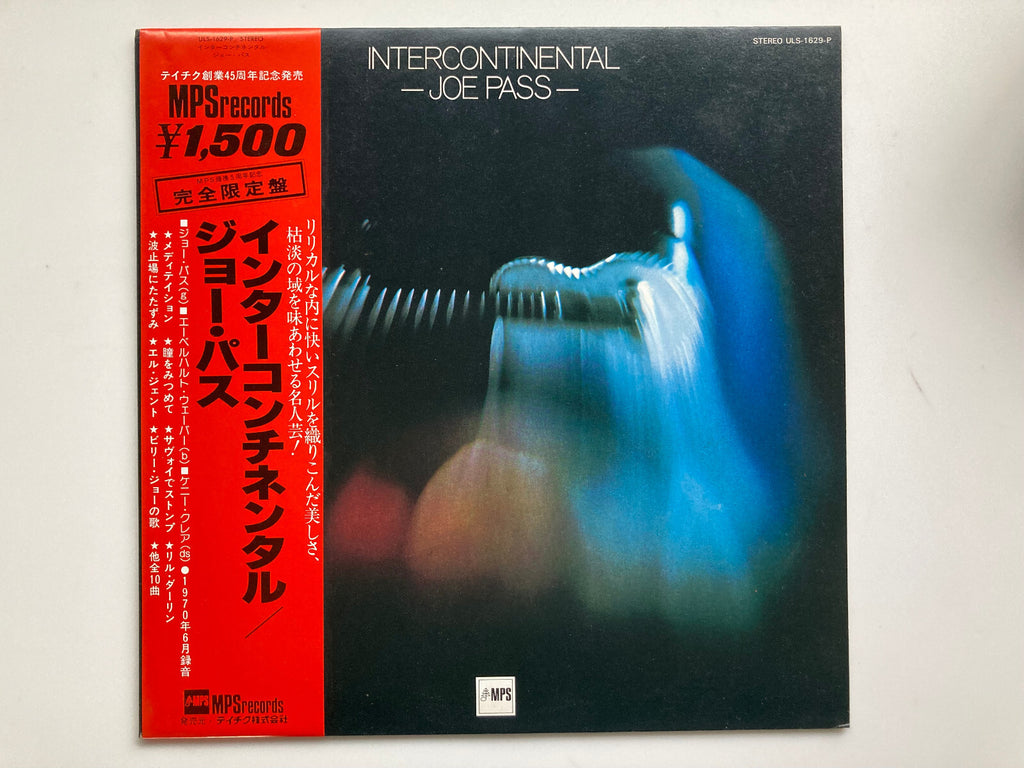 ULS-1629-P, STEREO
インターコンチネンタル
ジョー・パス
テイチク創業45周年記念発売
MPSrecords
¥1,500
完全限定盤
リリカルな内に快いスリルを織りこんだ美しさ、
枯淡の域を味あわせる名人芸!
インターコンチネンタル/
ジョー・パス
■ジョー・パス(g)■エーベルハルト・ウェーバー(b)■ケニー・クレア(ds)●1970年6月録音
★メディテイション ★瞳をみつめて ★サヴォイでストンプ ★リル・ダーリン
★波止場にたたずみ ★エル・ジェント ★ビリー・ジョーの歌 ★他全10曲
MPS MPSrecords
発売元/テイチク株式会社
INTERCONTINENTAL
—JOE PASS—
STEREO ULS-1629-P
MPS